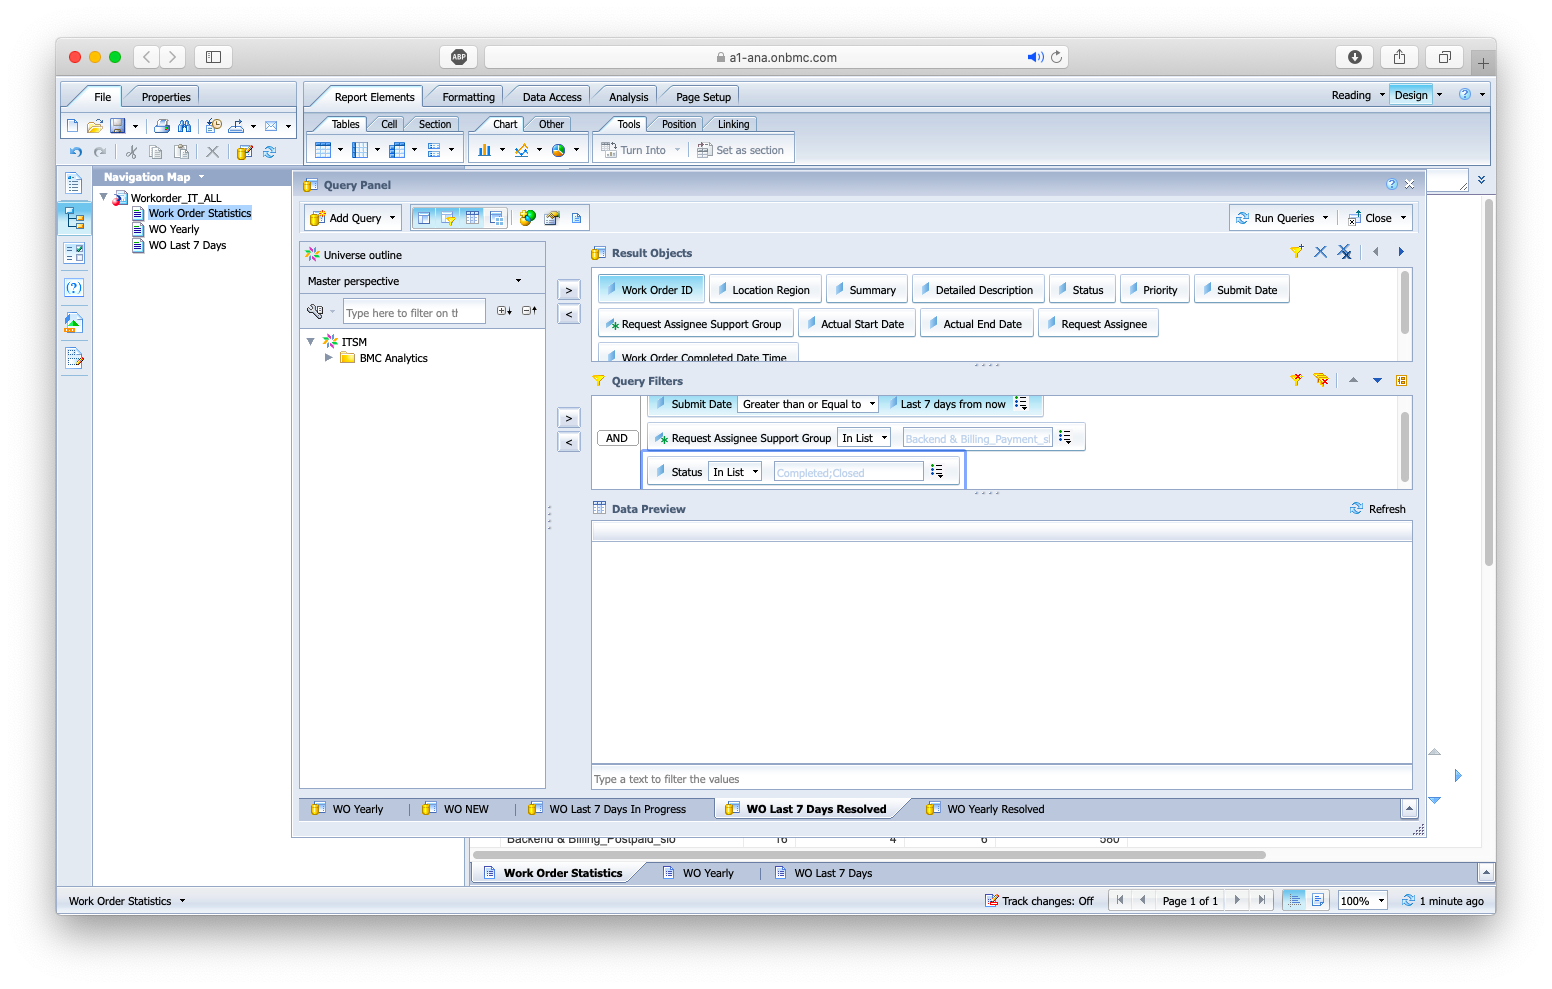 ABP
a1-ana.onbmc.com
File
Properties
Report Elements
Formatting
Data Access
Analysis
Page Setup
Reading
Design
Tables
Cell
Section
Chart
Other
Tools
Position
Linking
Turn Into
Set as section
Navigation Map
Workorder_IT_ALL
Work Order Statistics
WO Yearly
WO Last 7 Days
Query Panel
Add Query
Run Queries
Close
Universe outline
Master perspective
Type here to filter on th
ITSM
BMC Analytics
Result Objects
Work Order ID
Location Region
Summary
Detailed Description
Status
Priority
Submit Date
Request Assignee Support Group
Actual Start Date
Actual End Date
Request Assignee
Work Order Completed Date Time
Query Filters
AND
Submit Date
Greater than or Equal to
Last 7 days from now
Request Assignee Support Group
In List
Backend & Billing_Payment_sl
Status
In List
Completed;Closed
Data Preview
Refresh
Type a text to filter the values
WO Yearly
WO NEW
WO Last 7 Days In Progress
WO Last 7 Days Resolved
WO Yearly Resolved
Backend & Billing_Postpaid_slo 16 4 6 580
Work Order Statistics
WO Yearly
WO Last 7 Days
Work Order Statistics
Track changes: Off
Page 1 of 1
100%
1 minute ago